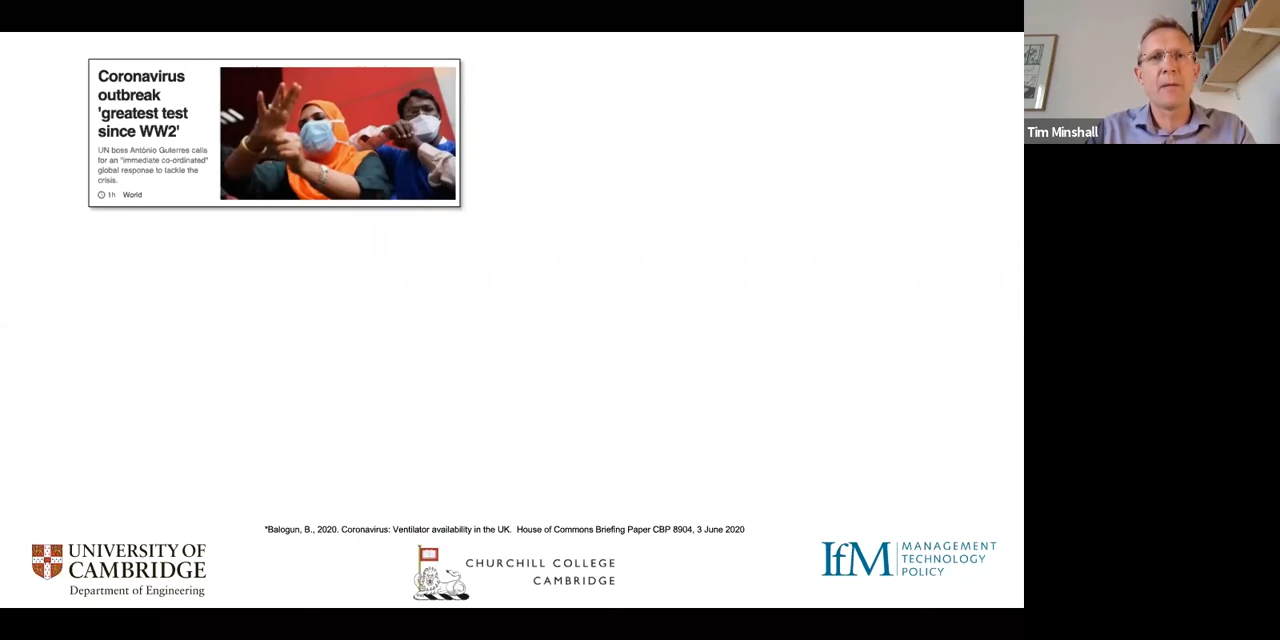 Coronavirus
outbreak
'greatest test
since WW2'
UN boss António Guterres calls
for an "immediate co-ordinated"
global response to tackle the
crisis.
1h World
Tim Minshall
*Balogun, B., 2020. Coronavirus: Ventilator availability in the UK. House of Commons Briefing Paper CBP 8904, 3 June 2020
UNIVERSITY OF
CAMBRIDGE
Department of Engineering
CHURCHILL COLLEGE
CAMBRIDGE
IfM
MANAGEMENT
TECHNOLOGY
POLICY